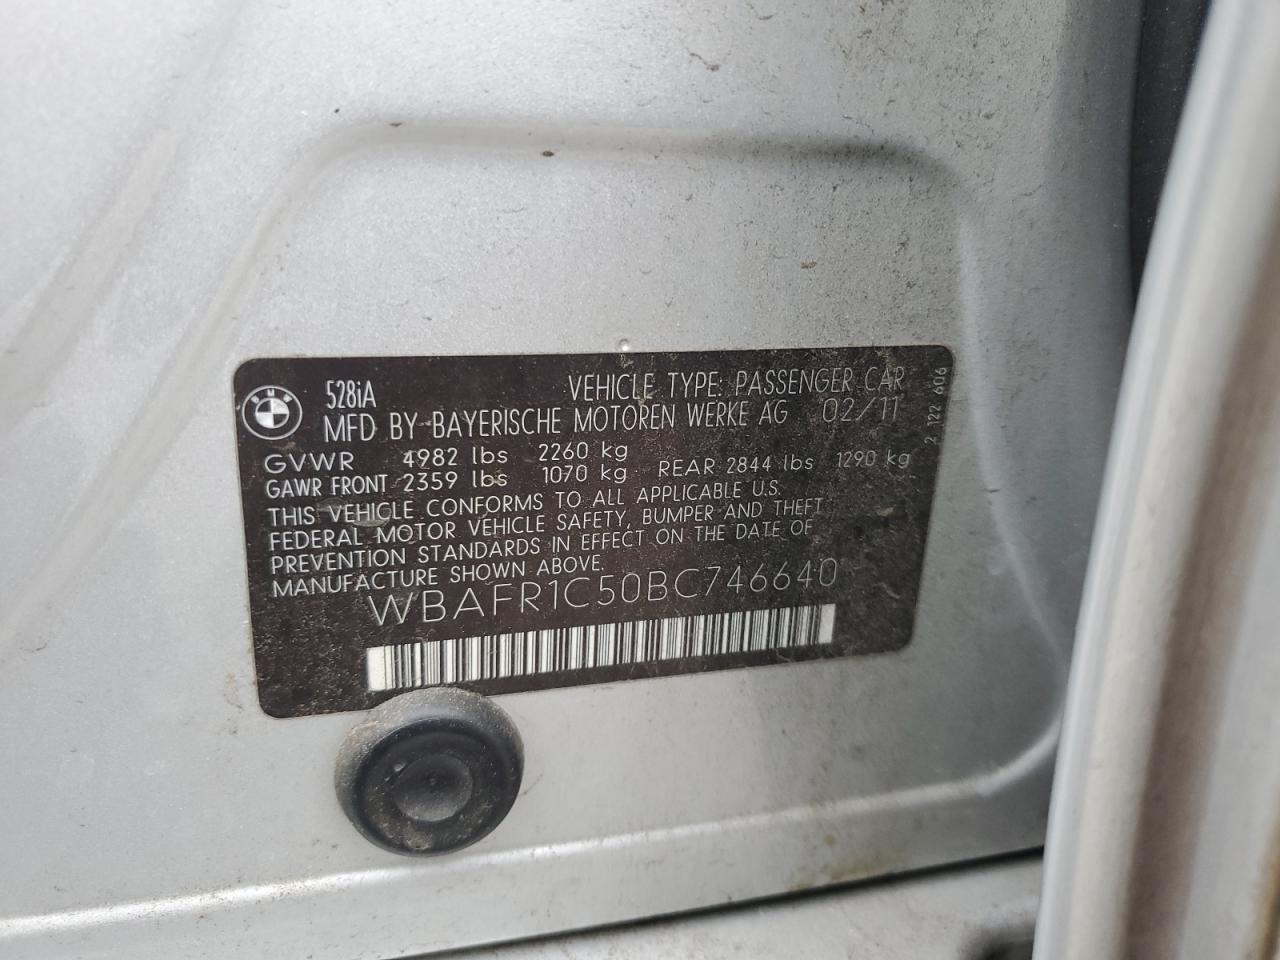 BMW
528iA VEHICLE TYPE: PASSENGER CAR
MFD BY-BAYERISCHE MOTOREN WERKE AG 02/11
GVWR 4982 lbs 2260 kg
GAWR FRONT 2359 lbs 1070 kg REAR 2844 lbs 1290 kg
THIS VEHICLE CONFORMS TO ALL APPLICABLE U.S.
FEDERAL MOTOR VEHICLE SAFETY, BUMPER AND THEFT
PREVENTION STANDARDS IN EFFECT ON THE DATE OF
MANUFACTURE SHOWN ABOVE.
WBAFR1C50BC746640
2 122 606